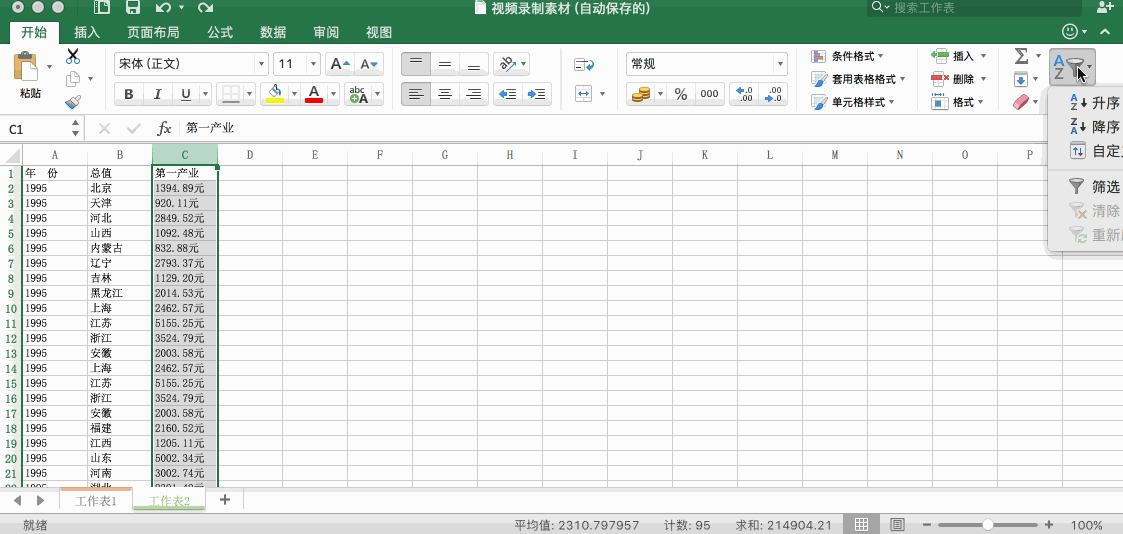 视频录制素材 (自动保存的)
搜索工作表
开始 插入 页面布局 公式 数据 审阅 视图
粘贴 宋体 (正文) 11 A A 常规 条件格式 插入
B I U A abc A % 000 .0 .00 .00 .0 套用表格格式 删除
单元格样式 格式
A Z
升序
降序
自定
筛选
清除
重新
C1 fx 第一产业
A B C D E F G H I J K L M N O P
1 年 份 总值 第一产业
2 1995 北京 1394.89元
3 1995 天津 920.11元
4 1995 河北 2849.52元
5 1995 山西 1092.48元
6 1995 内蒙古 832.88元
7 1995 辽宁 2793.37元
8 1995 吉林 1129.20元
9 1995 黑龙江 2014.53元
10 1995 上海 2462.57元
11 1995 江苏 5155.25元
12 1995 浙江 3524.79元
13 1995 安徽 2003.58元
14 1995 上海 2462.57元
15 1995 江苏 5155.25元
16 1995 浙江 3524.79元
17 1995 安徽 2003.58元
18 1995 福建 2160.52元
19 1995 江西 1205.11元
20 1995 山东 5002.34元
21 1995 河南 3002.74元
工作表1 工作表2 +
就绪 平均值: 2310.797957 计数: 95 求和: 214904.21 100%